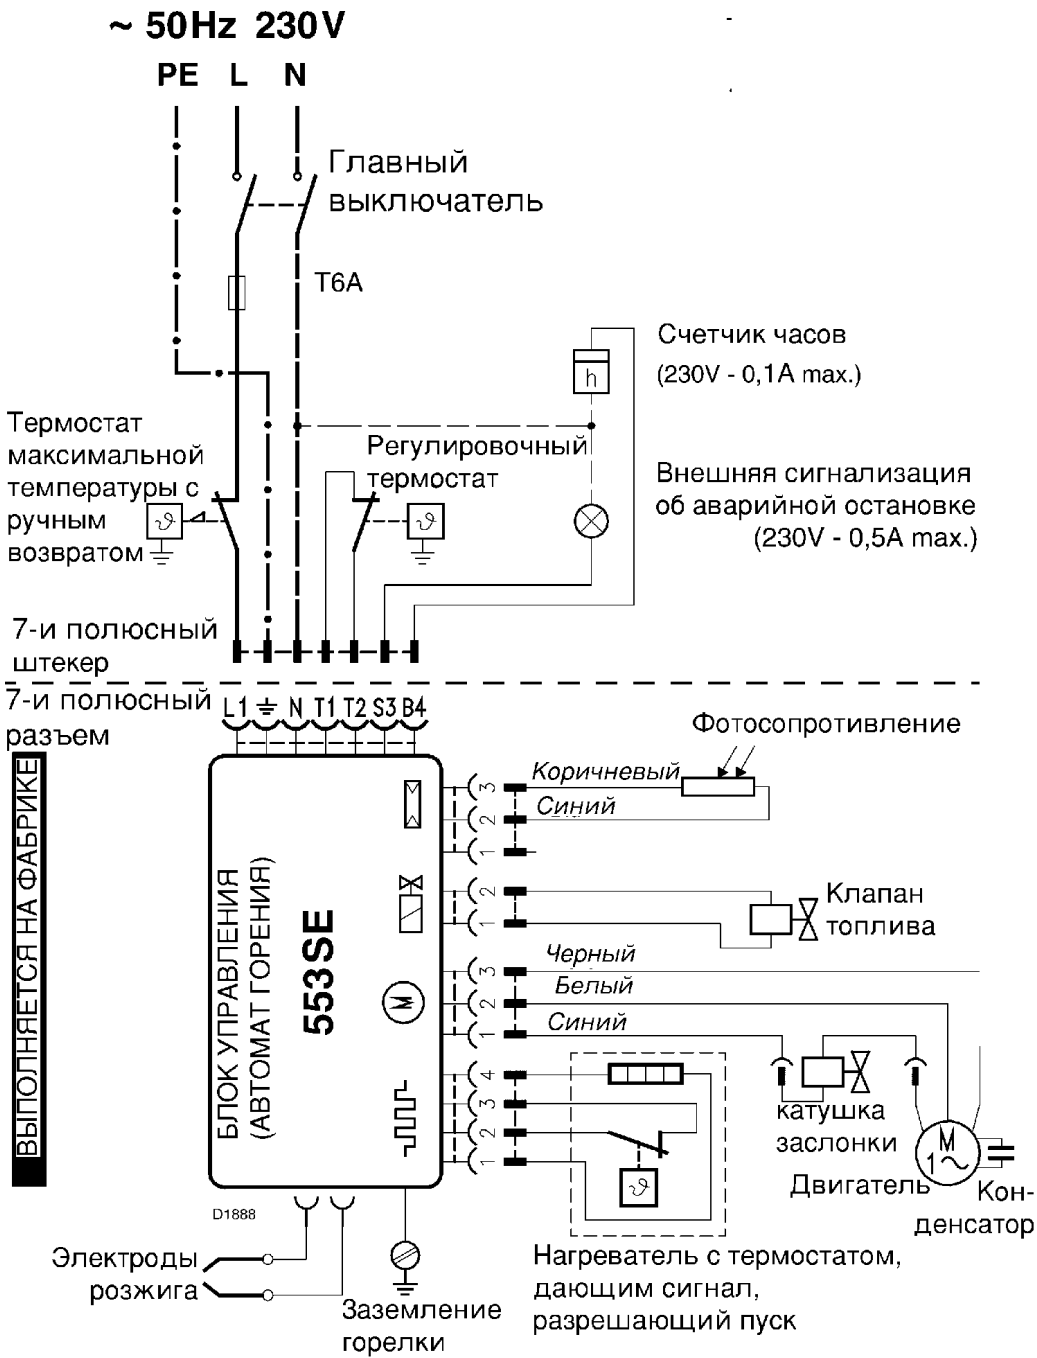 ~ 50Hz 230V
PE L N
Главный
выключатель
T6A
Счетчик часов
(230V - 0,1A max.)
h
Термостат
максимальной
температуры с
ручным
возвратом
ϑ
Регулировочный
термостат
ϑ
Внешняя сигнализация
об аварийной остановке
(230V - 0,5A max.)
7-и полюсный
штекер
7-и полюсный
разъем
L1 N T1 T2 S3 B4
ВЫПОЛНЯЕТСЯ НА ФАБРИКЕ
БЛОК УПРАВЛЕНИЯ
(АВТОМАТ ГОРЕНИЯ)
553SE
M
Фотосопротивление
3 Коричневый
2 Синий
1
2
1
Клапан
топлива
3 Черный
2 Белый
1 Синий
4
3
2
1
ϑ
катушка
заслонки
M
1~
Двигатель
Кон-
денсатор
D1888
Электроды
розжига
Заземление
горелки
Нагреватель с термостатом,
дающим сигнал,
разрешающий пуск